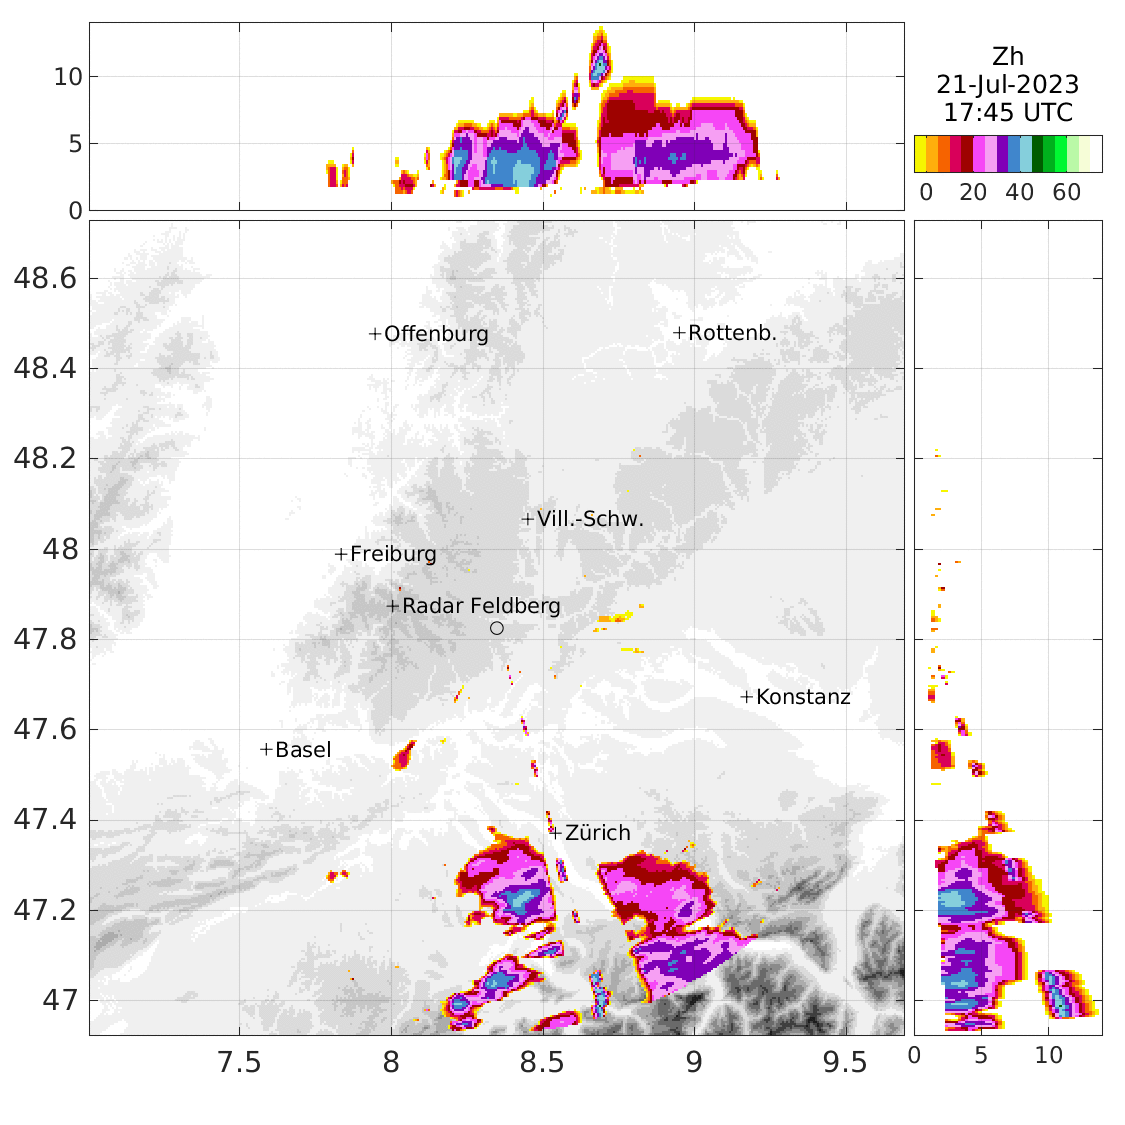 Zh
21-Jul-2023
17:45 UTC
0 20 40 60
10
5
0
48.6
48.4
48.2
48
47.8
47.6
47.4
47.2
47
Offenburg
Rottenb.
Vill.-Schw.
Freiburg
Radar Feldberg
Konstanz
Basel
Zürich
7.5 8 8.5 9 9.5
0 5 10